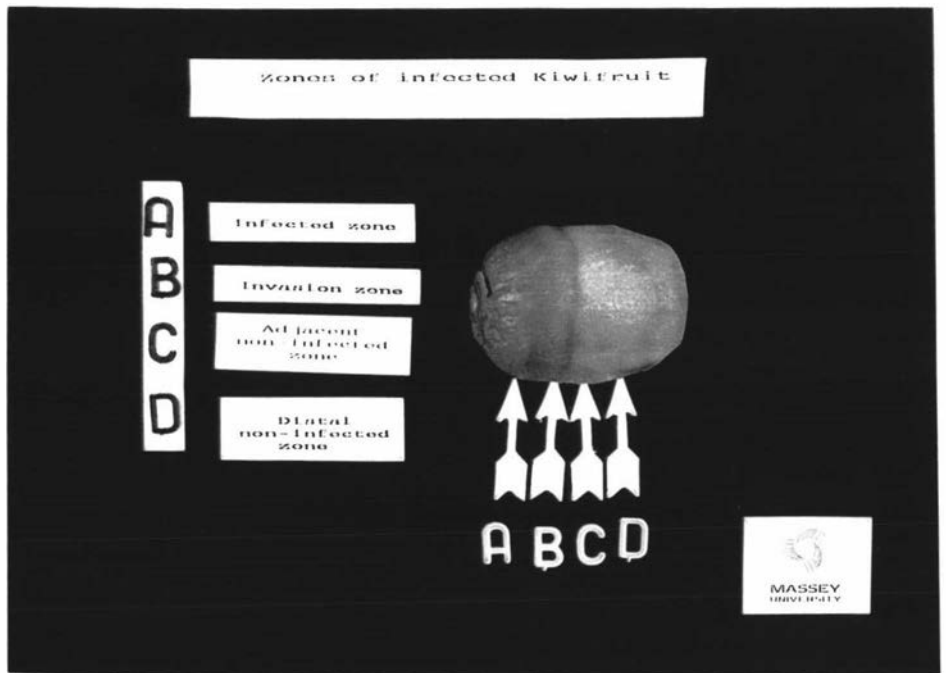 Zones of infected Kiwifruit
A
Infected zone
B
Invasion zone
C
Adjacent
non-infected
zone
D
Distal
non-infected
zone
A B C D
MASSEY
UNIVERSITY